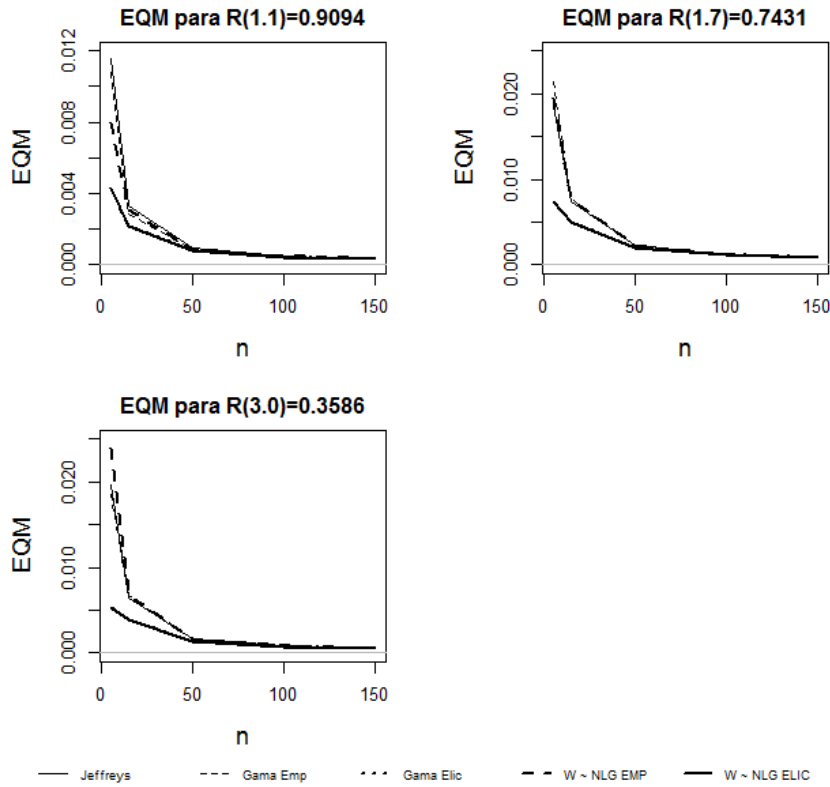 EQM para R(1.1)=0.9094
EQM
0.000 0.004 0.008 0.012
0 50 100 150
n
EQM para R(1.7)=0.7431
EQM
0.000 0.010 0.020
0 50 100 150
n
EQM para R(3.0)=0.3586
EQM
0.000 0.010 0.020
0 50 100 150
n
Jeffreys Gama Emp Gama Elic W ~ NLG EMP W ~ NLG ELIC